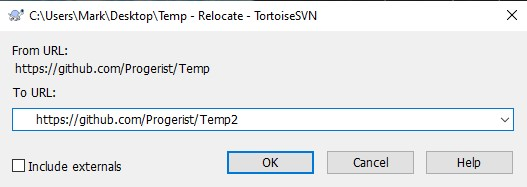 C:\Users\Mark\Desktop\Temp - Relocate - TortoiseSVN
From URL:
https://github.com/Progerist/Temp
To URL:
https://github.com/Progerist/Temp2
Include externals
OK
Cancel
Help